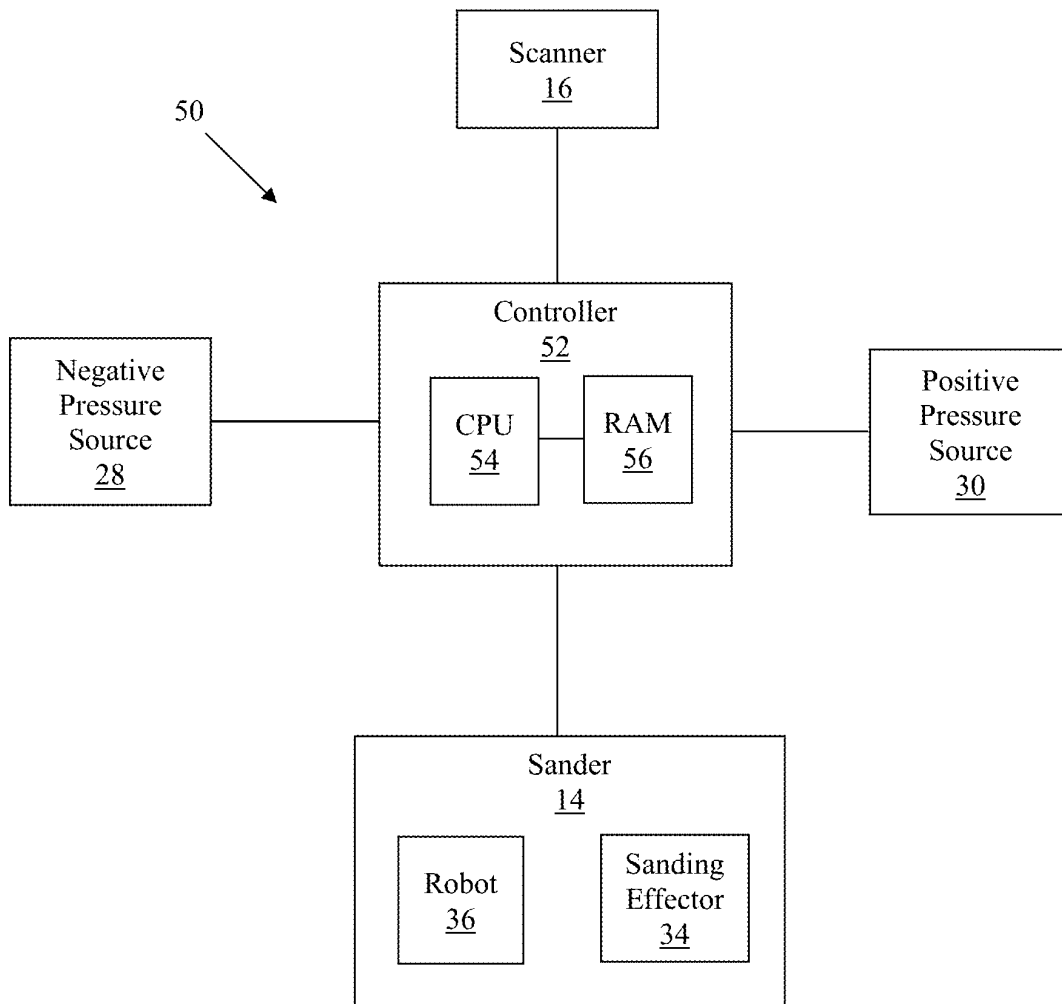 Scanner
16
50
Controller
52
Negative
Pressure
Source
28
CPU
54
RAM
56
Positive
Pressure
Source
30
Sander
14
Robot
36
Sanding
Effector
34